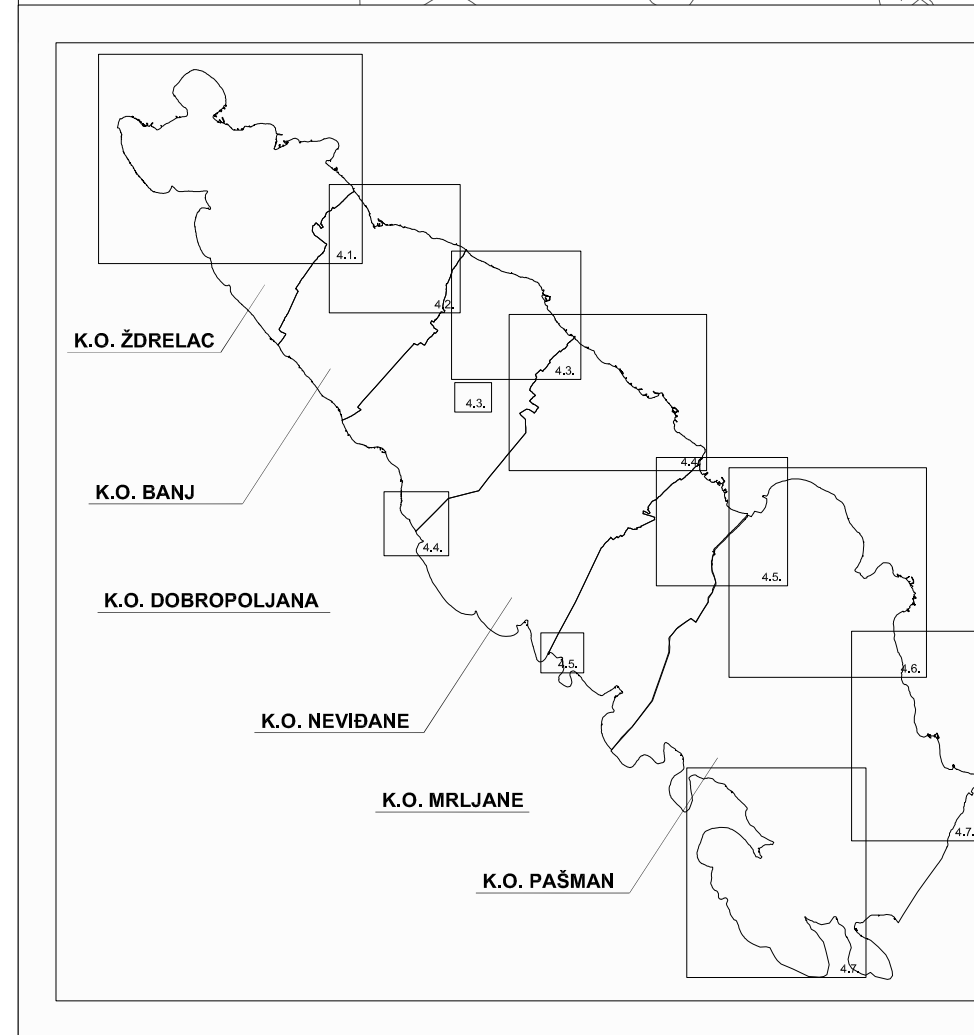 4.1.
4.2.
K.O. ŽDRELAC
4.3.
4.3.
4.4.
K.O. BANJ
4.4.
4.5.
K.O. DOBROPOLJANA
4.5.
4.6.
K.O. NEVIĐANE
K.O. MRLJANE
4.7.
K.O. PAŠMAN
4.7.